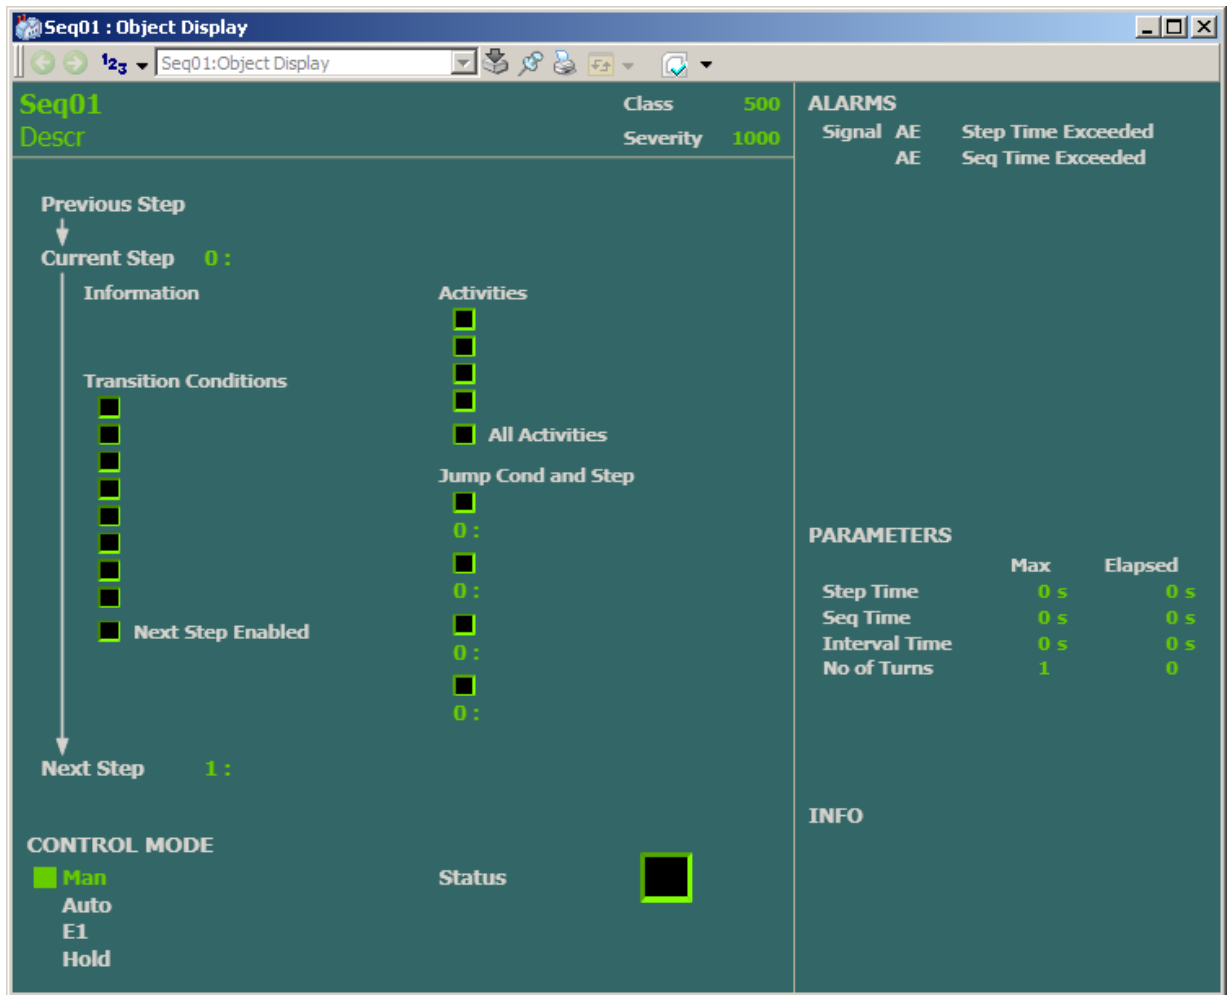 Seq01 : Object Display
123 Seq01:Object Display
Seq01
Descr
Class 500
Severity 1000
Previous Step
Current Step 0 :
Information
Transition Conditions
Next Step Enabled
Activities
All Activities
Jump Cond and Step
0 :
0 :
0 :
0 :
Next Step 1 :
CONTROL MODE
Man
Auto
E1
Hold
Status
ALARMS
Signal AE Step Time Exceeded
AE Seq Time Exceeded
PARAMETERS
Max Elapsed
Step Time 0 s 0 s
Seq Time 0 s 0 s
Interval Time 0 s 0 s
No of Turns 1 0
INFO